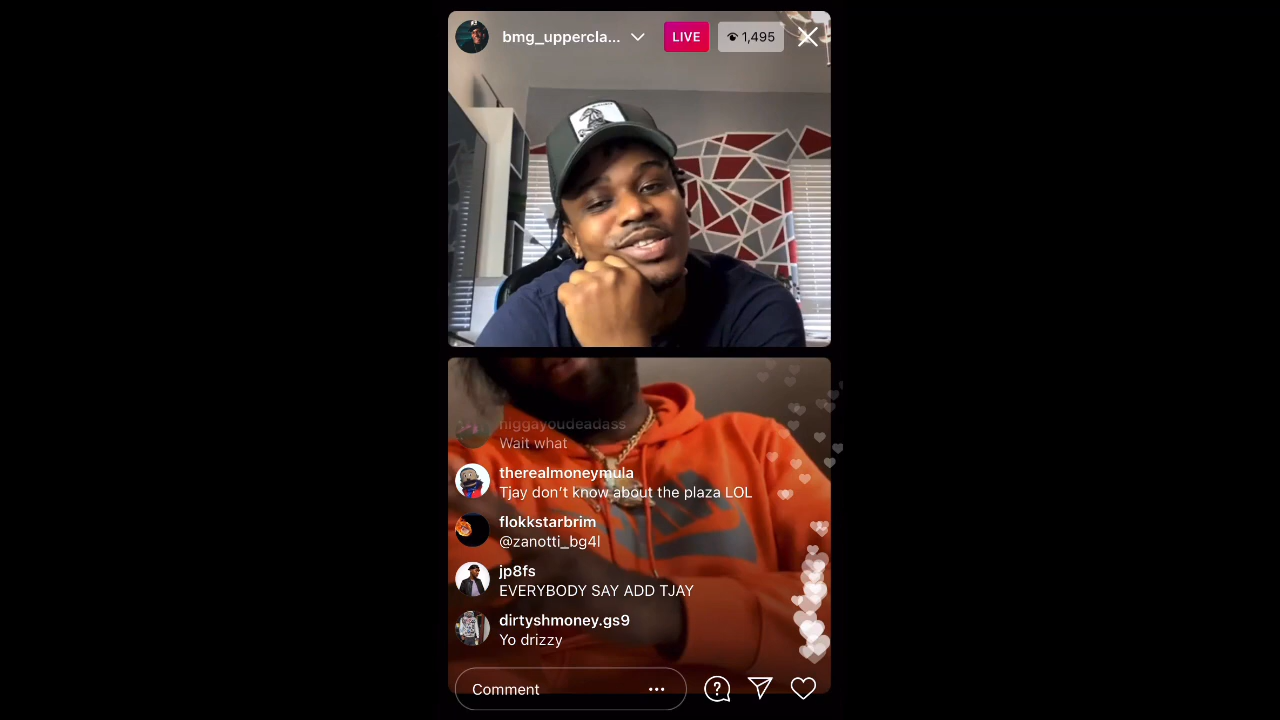 bmg_uppercla...
LIVE
1,495
niggayoudeadass
Wait what
therealmoneymula
Tjay don't know about the plaza LOL
flokkstarbrim
@zanotti_bg4l
jp8fs
EVERYBODY SAY ADD TJAY
dirtyshmoney.gs9
Yo drizzy
Comment